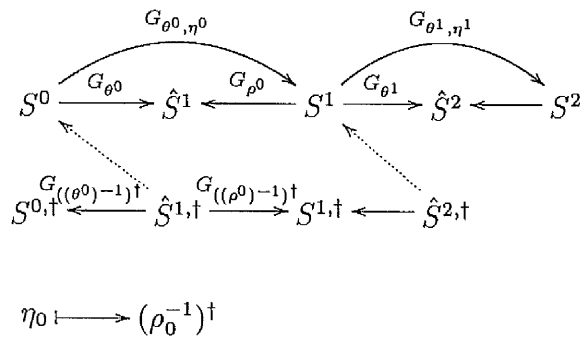 G_{θ^0,η^0} G_{θ^1,η^1}
G_{θ^0} G_{ρ^0} G_{θ^1}
S^0 Ŝ^1 S^1 Ŝ^2 S^2
G_{((θ^0)^{-1})^†} G_{((ρ^0)^{-1})^†}
S^{0,†} Ŝ^{1,†} S^{1,†} Ŝ^{2,†}
η_0 ⟼ (ρ_0^{-1})^†